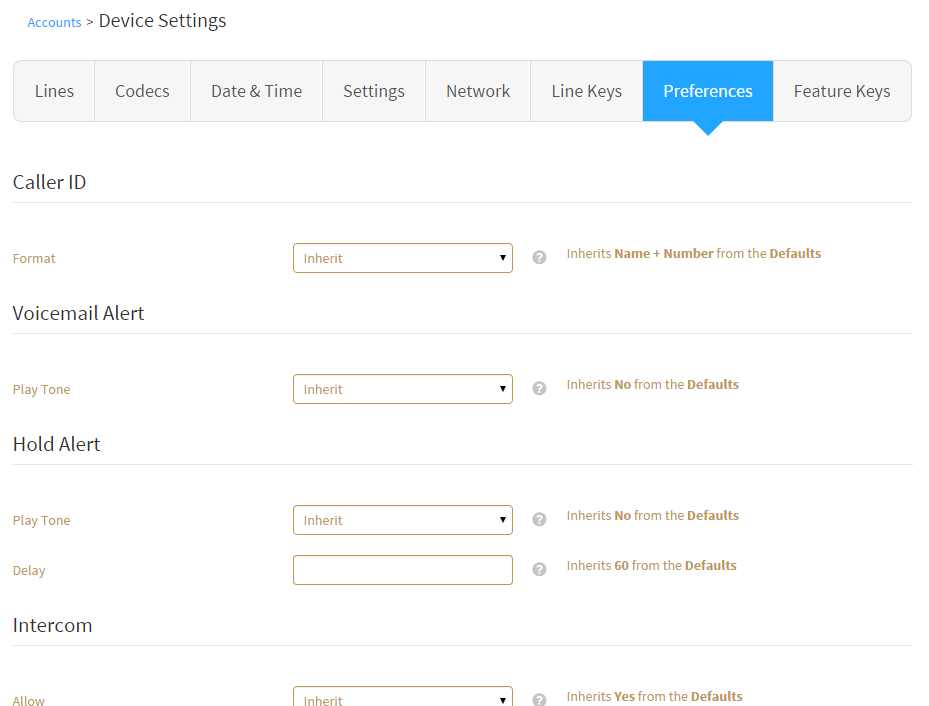 Accounts > Device Settings
Lines Codecs Date & Time Settings Network Line Keys Preferences Feature Keys
Caller ID
Format Inherit ? Inherits Name + Number from the Defaults
Voicemail Alert
Play Tone Inherit ? Inherits No from the Defaults
Hold Alert
Play Tone Inherit ? Inherits No from the Defaults
Delay ? Inherits 60 from the Defaults
Intercom
Allow Inherit ? Inherits Yes from the Defaults